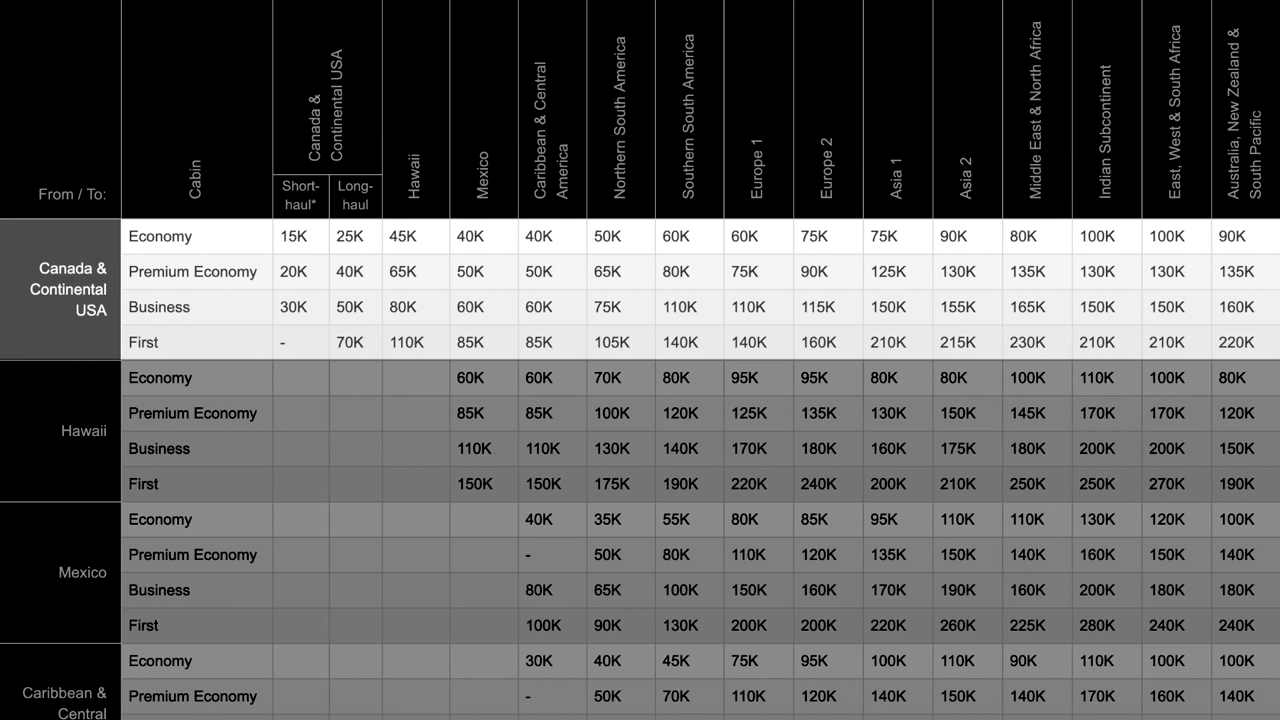 From / To:
Cabin
Canada &
Continental USA
Short-
haul*
Long-
haul
Hawaii
Mexico
Caribbean & Central
America
Northern South America
Southern South America
Europe 1
Europe 2
Asia 1
Asia 2
Middle East & North Africa
Indian Subcontinent
East, West & South Africa
Australia, New Zealand &
South Pacific
Canada &
Continental
USA
Economy 15K 25K 45K 40K 40K 50K 60K 60K 75K 75K 90K 80K 100K 100K 90K
Premium Economy 20K 40K 65K 50K 50K 65K 80K 75K 90K 125K 130K 135K 130K 130K 135K
Business 30K 50K 80K 60K 60K 75K 110K 110K 115K 150K 155K 165K 150K 150K 160K
First - 70K 110K 85K 85K 105K 140K 140K 160K 210K 215K 230K 210K 210K 220K
Hawaii
Economy 60K 60K 70K 80K 95K 95K 80K 80K 100K 110K 100K 80K
Premium Economy 85K 85K 100K 120K 125K 135K 130K 150K 145K 170K 170K 120K
Business 110K 110K 130K 140K 170K 180K 160K 175K 180K 200K 200K 150K
First 150K 150K 175K 190K 220K 240K 200K 210K 250K 250K 270K 190K
Mexico
Economy 40K 35K 55K 80K 85K 95K 110K 110K 130K 120K 100K
Premium Economy - 50K 80K 110K 120K 135K 150K 140K 160K 150K 140K
Business 80K 65K 100K 150K 160K 170K 190K 160K 200K 180K 180K
First 100K 90K 130K 200K 200K 220K 260K 225K 280K 240K 240K
Caribbean &
Central
Economy 30K 40K 45K 75K 95K 100K 110K 90K 110K 100K 100K
Premium Economy - 50K 70K 110K 120K 140K 150K 140K 170K 160K 140K